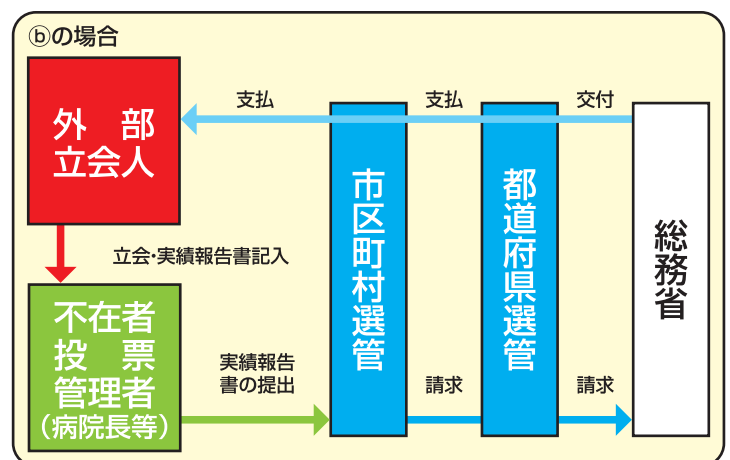 ⓑの場合
外 部
立会人
支払
支払
交付
市区町村選管
都道府県選管
総務省
立会・実績報告書記入
不在者
投 票
管理者
（病院長等）
実績報告
書の提出
請求
請求